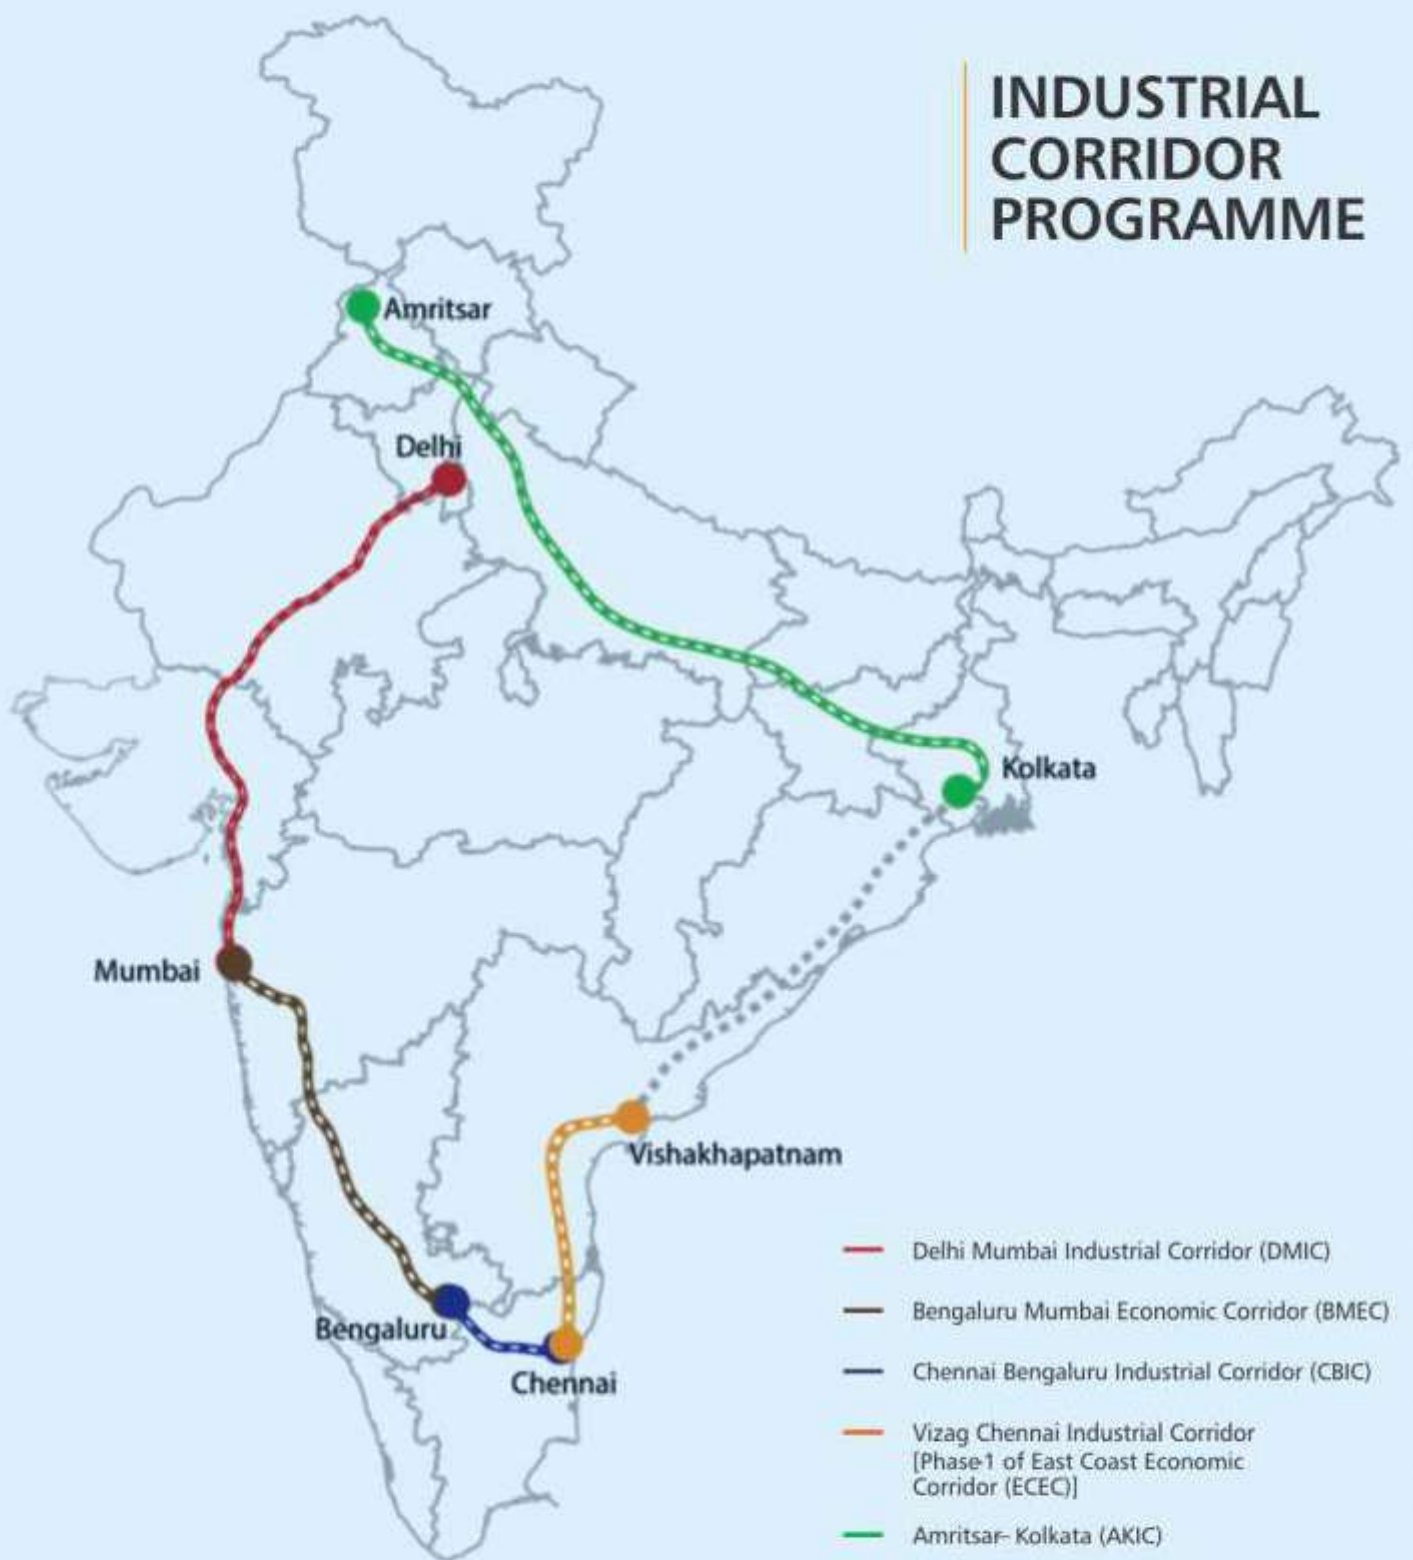 INDUSTRIAL
CORRIDOR
PROGRAMME
Amritsar
Delhi
Kolkata
Mumbai
Vishakhapatnam
Bengaluru
Chennai
Delhi Mumbai Industrial Corridor (DMIC)
Bengaluru Mumbai Economic Corridor (BMEC)
Chennai Bengaluru Industrial Corridor (CBIC)
Vizag Chennai Industrial Corridor
[Phase-1 of East Coast Economic
Corridor (ECEC)]
Amritsar- Kolkata (AKIC)